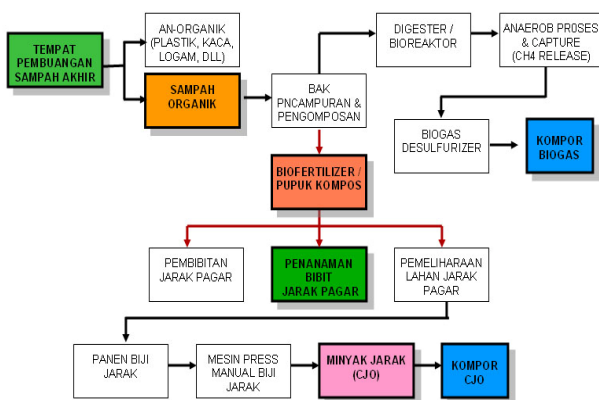 TEMPAT
PEMBUANGAN
SAMPAH AKHIR
AN-ORGANIK
(PLASTIK, KACA,
LOGAM, DLL)
SAMPAH
ORGANIK
BAK
PNCAMPURAN &
PENGOMPOSAN
DIGESTER /
BIOREAKTOR
ANAEROB PROSES
& CAPTURE
(CH4 RELEASE)
BIOGAS
DESULFURIZER
KOMPOR
BIOGAS
BIOFERTILIZER /
PUPUK KOMPOS
PEMBIBITAN
JARAK PAGAR
PENANAMAN
BIBIT
JARAK PAGAR
PEMELIHARAAN
LAHAN JARAK
PAGAR
PANEN BIJI
JARAK
MESIN PRESS
MANUAL BIJI
JARAK
MINYAK JARAK
(CJO)
KOMPOR
CJO